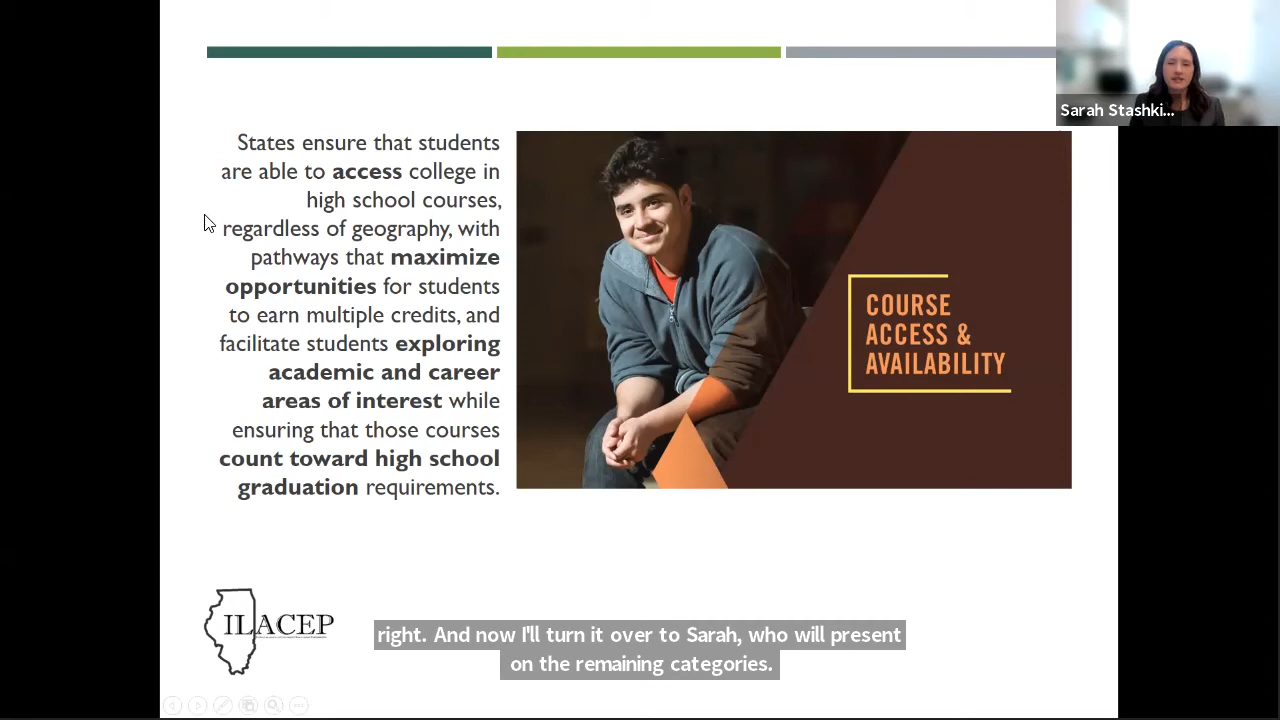 Sarah Stashki...
States ensure that students
are able to access college in
high school courses,
regardless of geography, with
pathways that maximize
opportunities for students
to earn multiple credits, and
facilitate students exploring
academic and career
areas of interest while
ensuring that those courses
count toward high school
graduation requirements.
COURSE
ACCESS &
AVAILABILITY
ILACEP
right. And now I'll turn it over to Sarah, who will present
on the remaining categories.